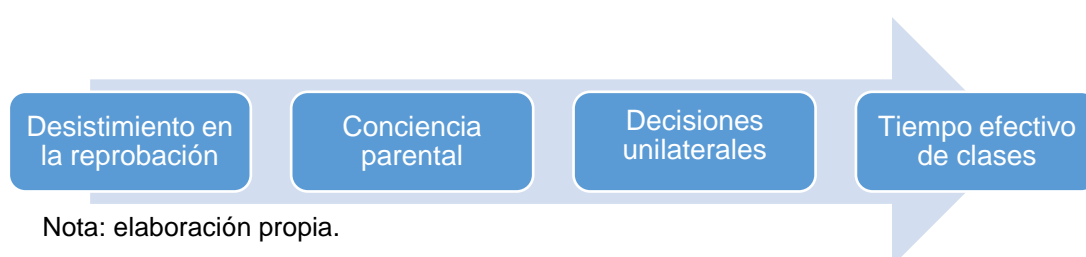 Desistimiento en
la reprobación
Conciencia
parental
Decisiones
unilaterales
Tiempo efectivo
de clases
Nota: elaboración propia.